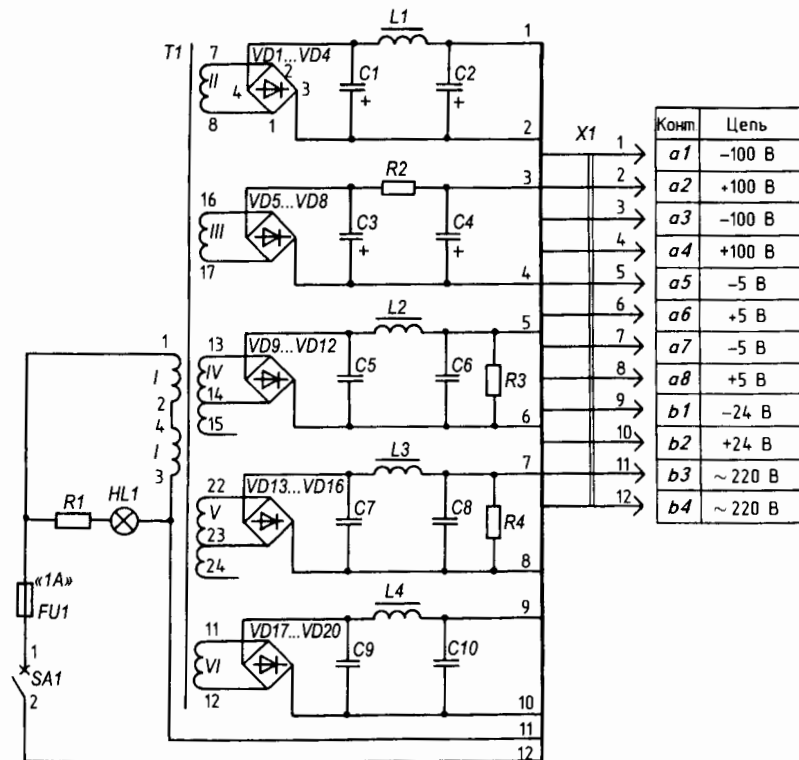 T1
7
II
8
VD1...VD4
2
4
3
1
L1
C1
+
C2
+
1
2
16
III
17
VD5...VD8
R2
C3
+
C4
+
3
4
13
IV
14
15
VD9...VD12
L2
C5
C6
R3
5
6
22
V
23
24
VD13...VD16
L3
C7
C8
R4
7
8
11
VI
12
VD17...VD20
L4
C9
C10
9
10
11
12
1
I
2
4
I
3
R1
HL1
«1А»
FU1
1
SA1
2
X1
Конт. Цепь
1 a1 –100 В
2 a2 +100 В
3 a3 –100 В
4 a4 +100 В
5 a5 –5 В
6 a6 +5 В
7 a7 –5 В
8 a8 +5 В
9 b1 –24 В
10 b2 +24 В
11 b3 ~220 В
12 b4 ~220 В